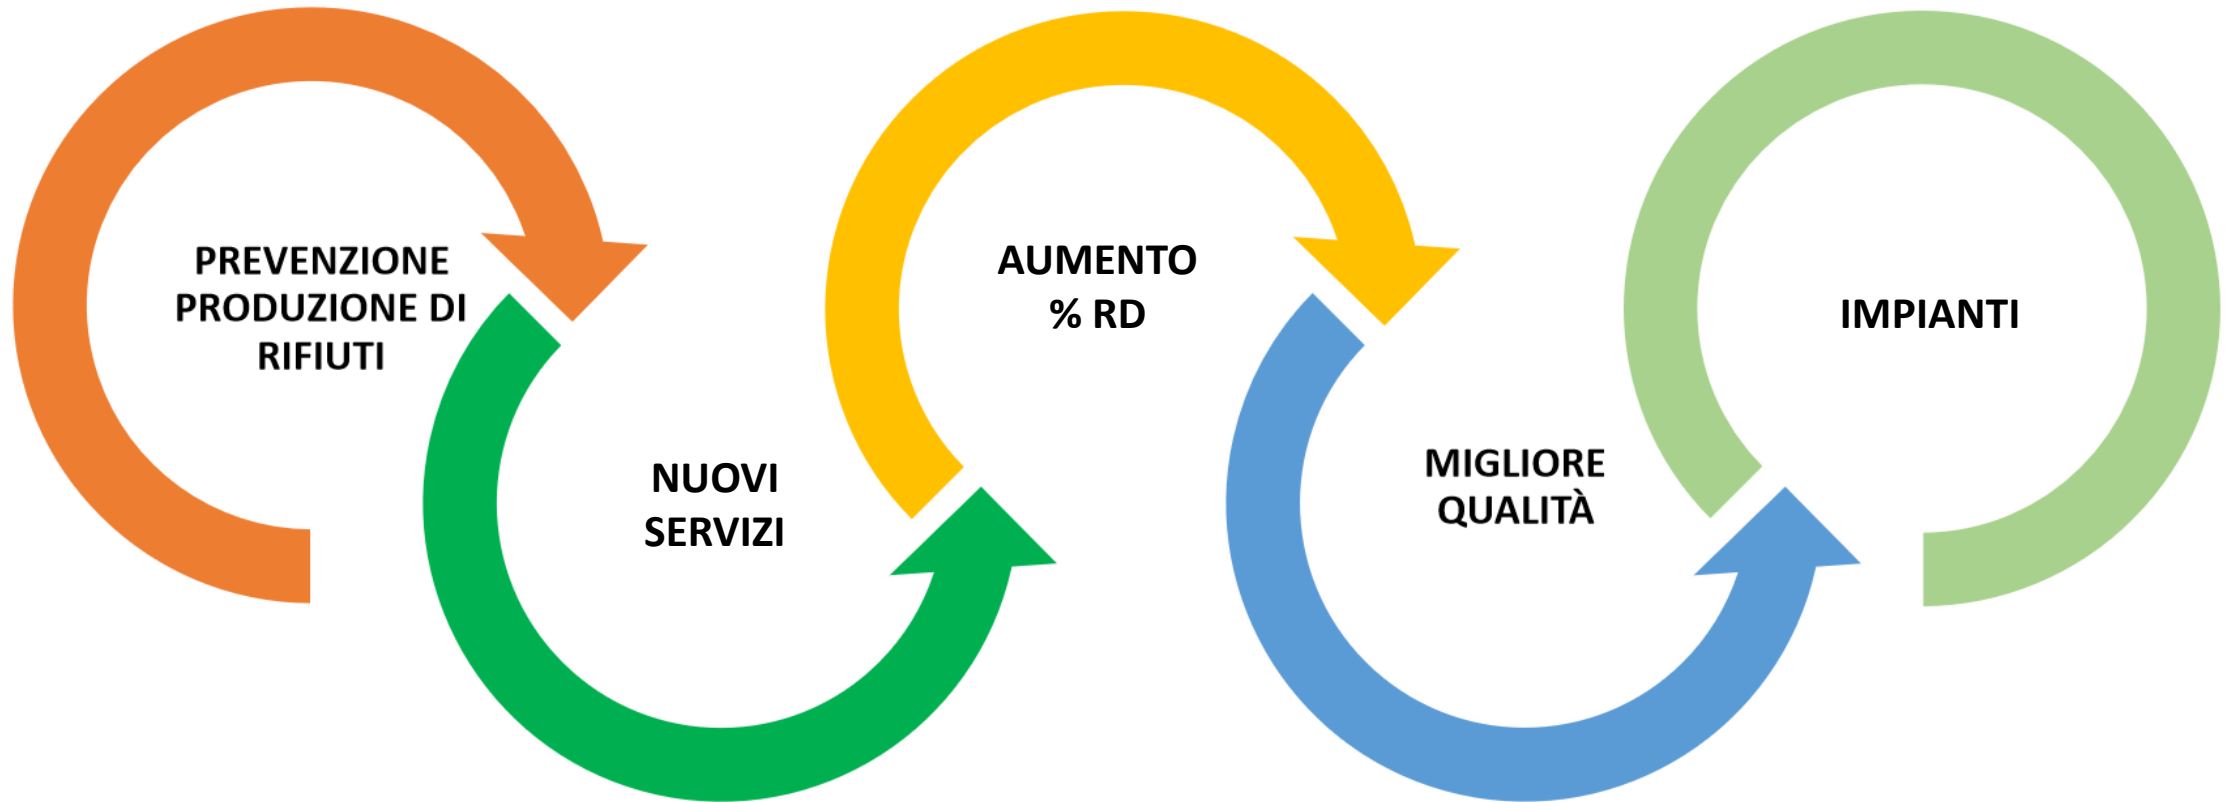 PREVENZIONE
PRODUZIONE DI
RIFIUTI
NUOVI
SERVIZI
AUMENTO
% RD
MIGLIORE
QUALITÀ
IMPIANTI